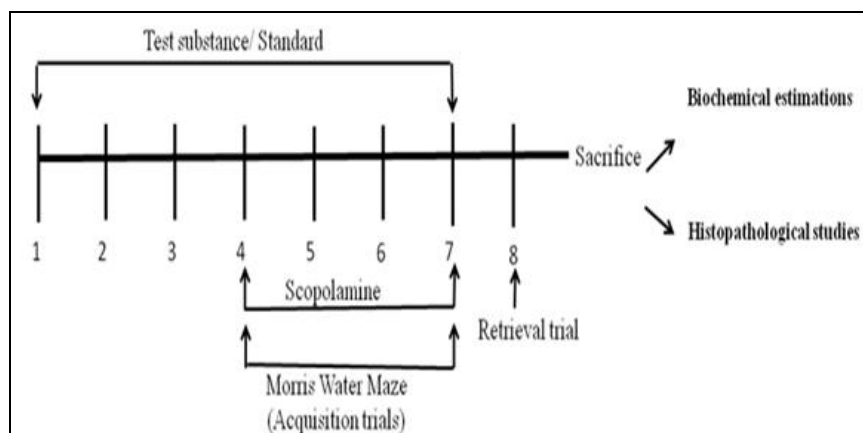 Test substance/ Standard
Biochemical estimations
Sacrifice
Histopathological studies
1 2 3 4 5 6 7 8
Scopolamine
Retrieval trial
Morris Water Maze
(Acquisition trials)